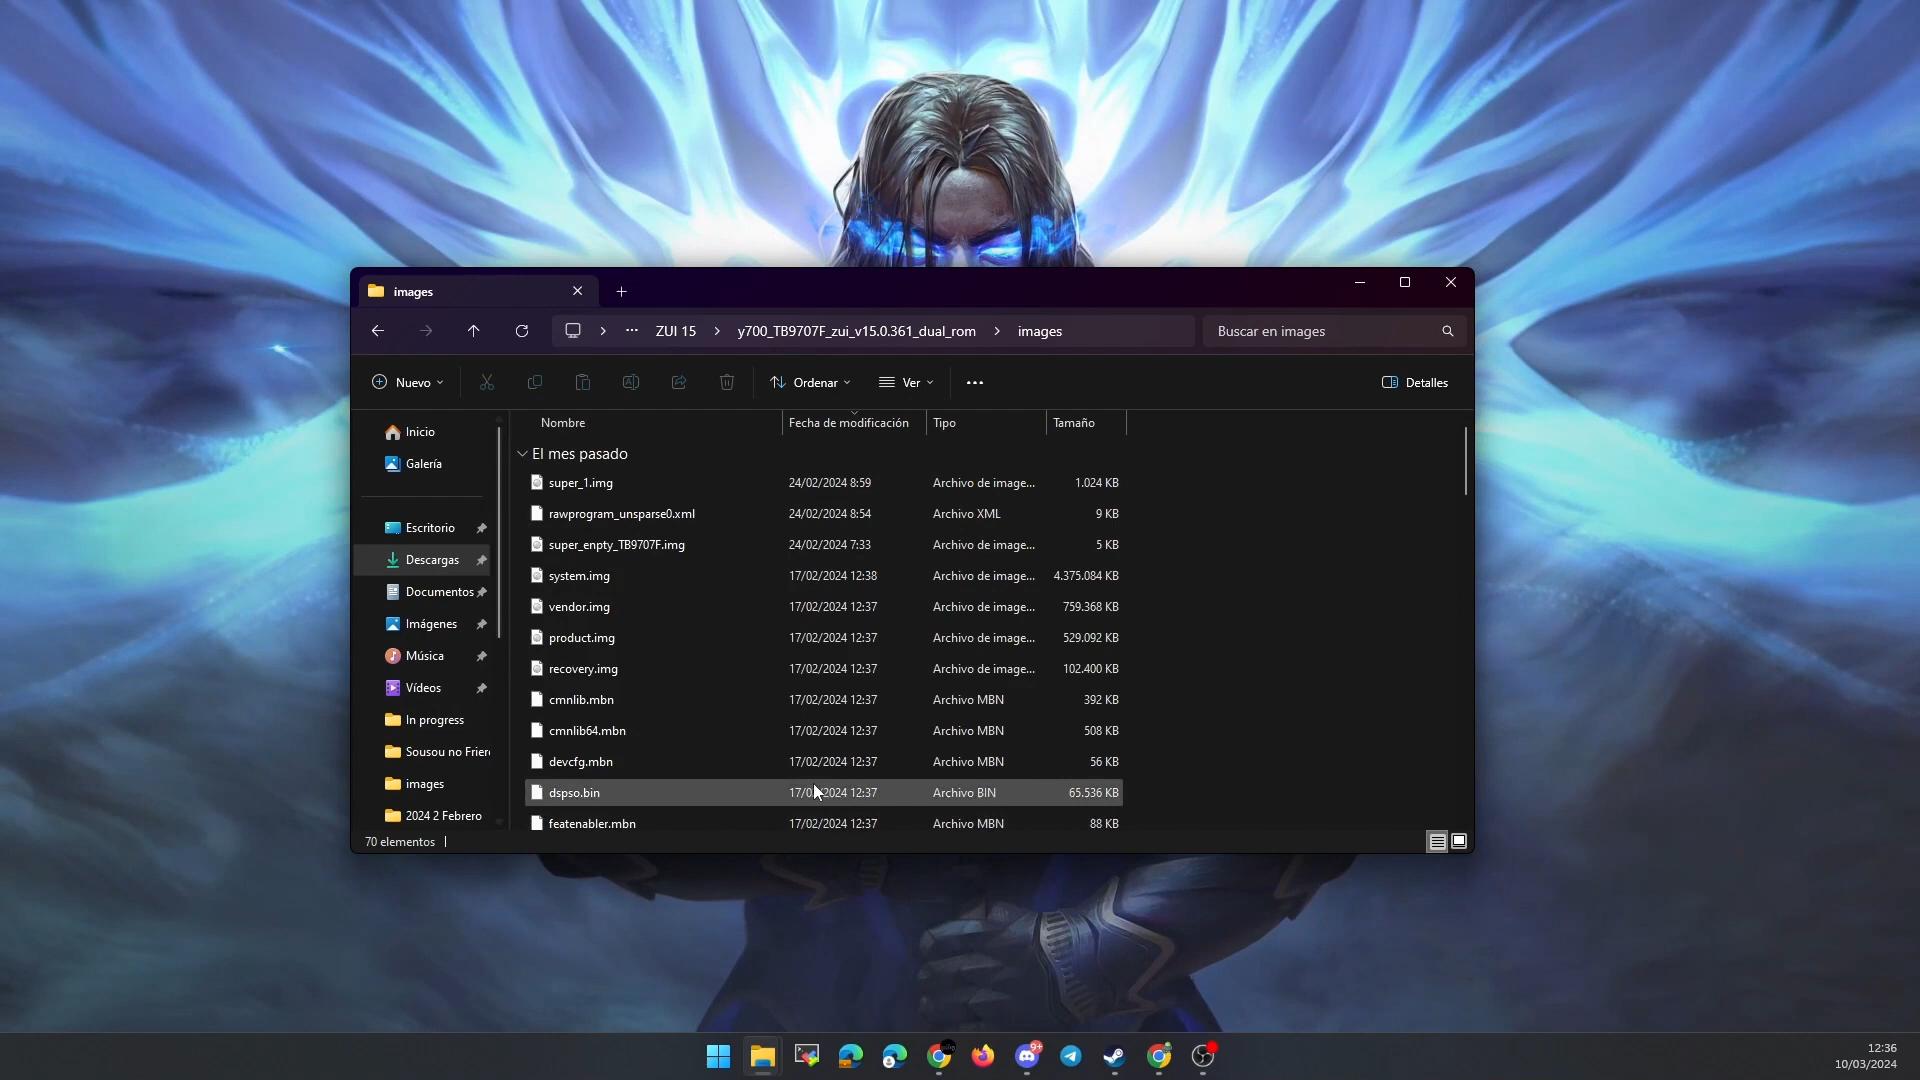 images
ZUI 15 > y700_TB9707F_zui_v15.0.361_dual_rom > images
Buscar en images
Nuevo
Ordenar
Ver
Detalles
Inicio
Galería
Escritorio
Descargas
Documentos
Imágenes
Música
Vídeos
In progress
Sousou no Frier
images
2024 2 Febrero
Nombre Fecha de modificación Tipo Tamaño
El mes pasado
super_1.img 24/02/2024 8:59 Archivo de image... 1.024 KB
rawprogram_unsparse0.xml 24/02/2024 8:54 Archivo XML 9 KB
super_enpty_TB9707F.img 24/02/2024 7:33 Archivo de image... 5 KB
system.img 17/02/2024 12:38 Archivo de image... 4.375.084 KB
vendor.img 17/02/2024 12:37 Archivo de image... 759.368 KB
product.img 17/02/2024 12:37 Archivo de image... 529.092 KB
recovery.img 17/02/2024 12:37 Archivo de image... 102.400 KB
cmnlib.mbn 17/02/2024 12:37 Archivo MBN 392 KB
cmnlib64.mbn 17/02/2024 12:37 Archivo MBN 508 KB
devcfg.mbn 17/02/2024 12:37 Archivo MBN 56 KB
dspso.bin 17/02/2024 12:37 Archivo BIN 65.536 KB
featenabler.mbn 17/02/2024 12:37 Archivo MBN 88 KB
70 elementos
9+
12:36
10/03/2024